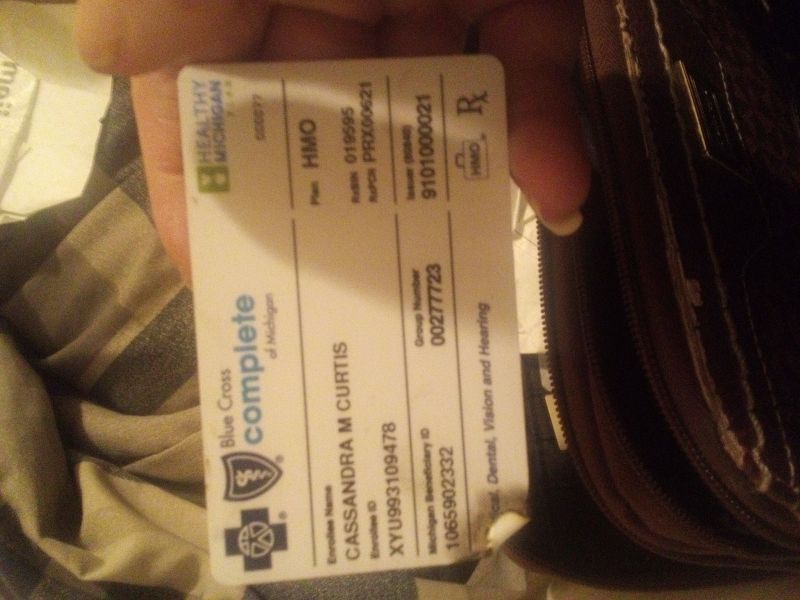 Blue Cross
complete
of Michigan
HEALTHY
MICHIGAN
Enrollee Name
CASSANDRA M CURTIS
Plan HMO
Enrollee ID
XYU993109478
RxBIN 019595
RxPCN PRX00621
Michigan Beneficiary ID
1065902332
Group Number
00277723
Issuer (80840)
9101000021
Dental, Vision and Hearing
HMO
Rx